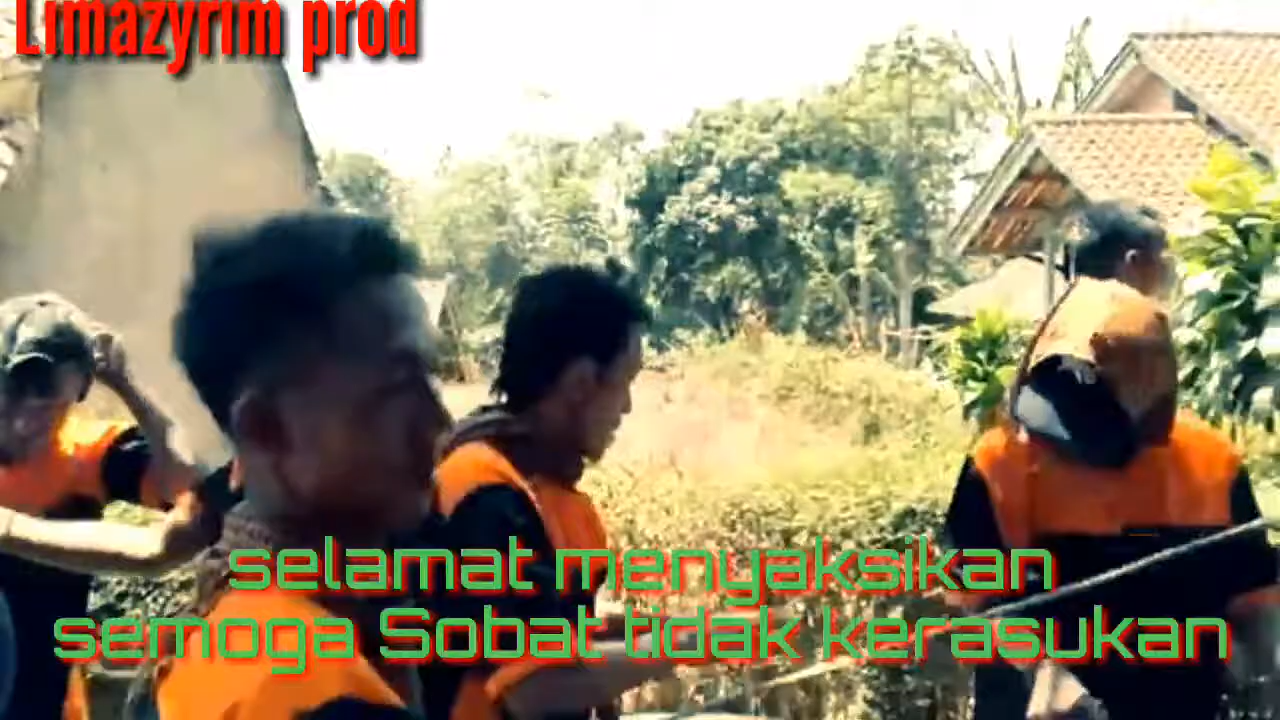 Limazyrim prod
selamat menyaksikan
semoga Sobat tidak kerasukan